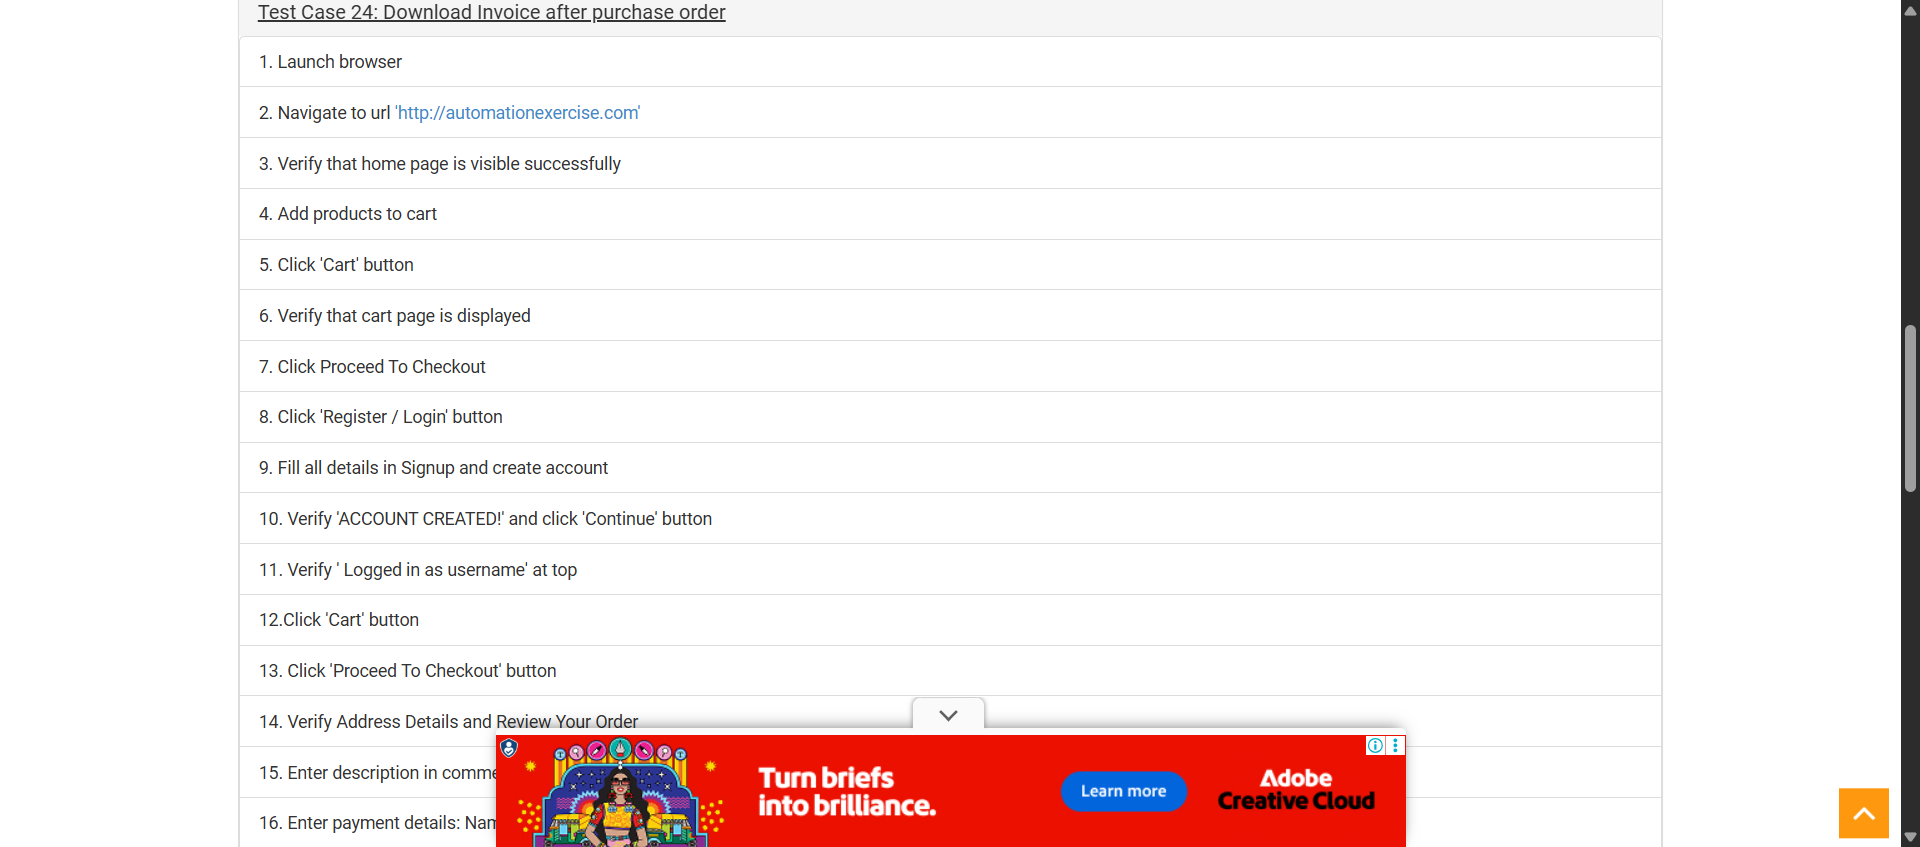 Test Case 24: Download Invoice after purchase order
1. Launch browser
2. Navigate to url 'http://automationexercise.com'
3. Verify that home page is visible successfully
4. Add products to cart
5. Click 'Cart' button
6. Verify that cart page is displayed
7. Click Proceed To Checkout
8. Click 'Register / Login' button
9. Fill all details in Signup and create account
10. Verify 'ACCOUNT CREATED!' and click 'Continue' button
11. Verify ' Logged in as username' at top
12.Click 'Cart' button
13. Click 'Proceed To Checkout' button
14. Verify Address Details and Review Your Order
15. Enter description in comme
16. Enter payment details: Nam
Turn briefs
into brilliance.
Learn more
Adobe
Creative Cloud